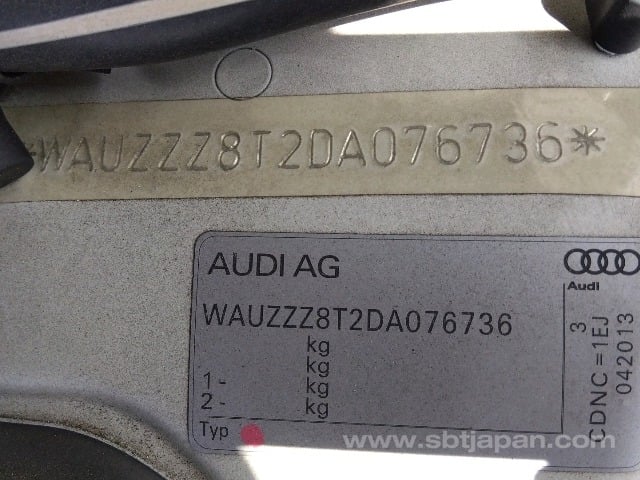 *WAUZZZ8T2DA076736*
AUDI AG
Audi
WAUZZZ8T2DA076736
kg
kg
1 - kg
2 - kg
Typ
3
CDNC=1EJ
042013
www.sbtjapan.com